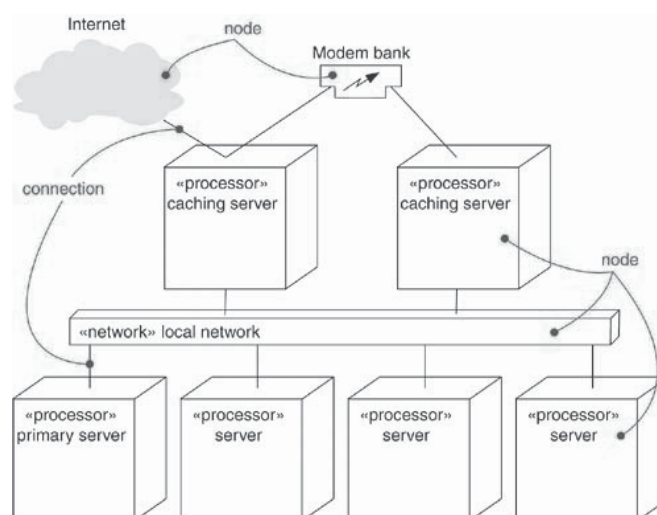 Internet
node
Modem bank
«processor»
caching server
«processor»
caching server
connection
node
«network» local network
«processor»
primary server
«processor»
server
«processor»
server
«processor»
server